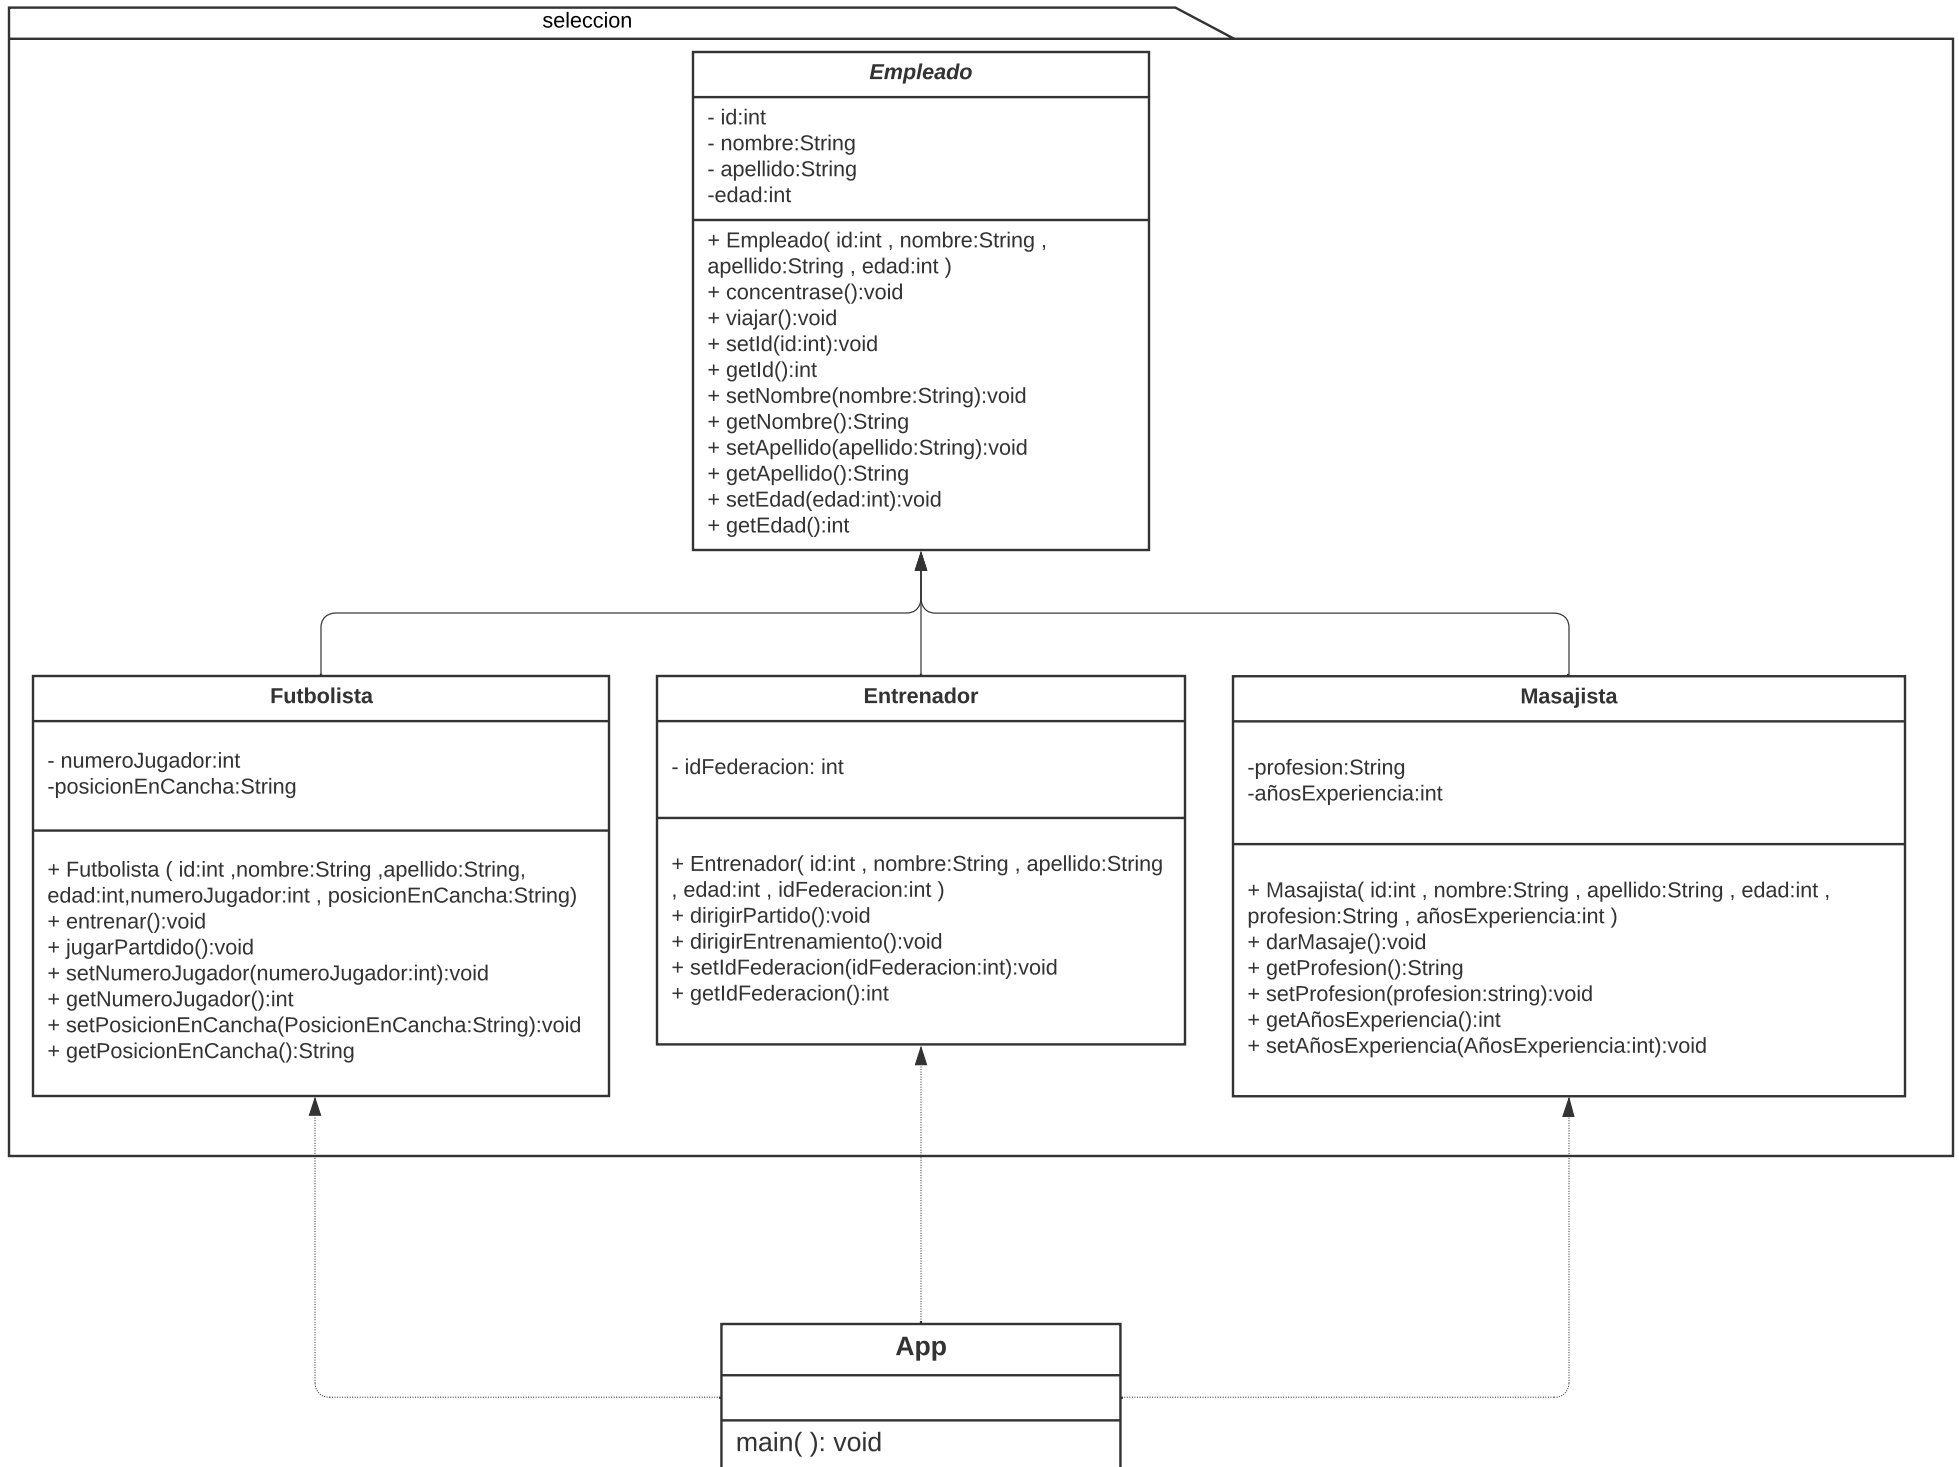 seleccion
Empleado
- id:int
- nombre:String
- apellido:String
-edad:int
+ Empleado( id:int , nombre:String ,
apellido:String , edad:int )
+ concentrase():void
+ viajar():void
+ setId(id:int):void
+ getId():int
+ setNombre(nombre:String):void
+ getNombre():String
+ setApellido(apellido:String):void
+ getApellido():String
+ setEdad(edad:int):void
+ getEdad():int
Futbolista
- numeroJugador:int
-posicionEnCancha:String
+ Futbolista ( id:int ,nombre:String ,apellido:String,
edad:int,numeroJugador:int , posicionEnCancha:String)
+ entrenar():void
+ jugarPartdido():void
+ setNumeroJugador(numeroJugador:int):void
+ getNumeroJugador():int
+ setPosicionEnCancha(PosicionEnCancha:String):void
+ getPosicionEnCancha():String
Entrenador
- idFederacion: int
+ Entrenador( id:int , nombre:String , apellido:String
, edad:int , idFederacion:int )
+ dirigirPartido():void
+ dirigirEntrenamiento():void
+ setIdFederacion(idFederacion:int):void
+ getIdFederacion():int
Masajista
-profesion:String
-añosExperiencia:int
+ Masajista( id:int , nombre:String , apellido:String , edad:int ,
profesion:String , añosExperiencia:int )
+ darMasaje():void
+ getProfesion():String
+ setProfesion(profesion:string):void
+ getAñosExperiencia():int
+ setAñosExperiencia(AñosExperiencia:int):void
App
main( ): void